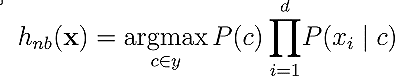 h_{nb}(\mathbf{x}) = \underset{c \in y}{\operatorname{argmax}} P(c) \prod_{i=1}^{d} P(x_i \mid c)